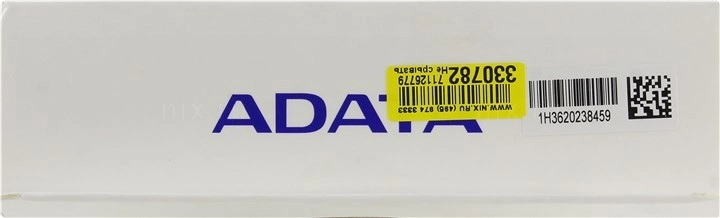 ADATA
330782
Не срывать
71126779
WWW.NIX.RU (495) 974 3333
1H3620238459